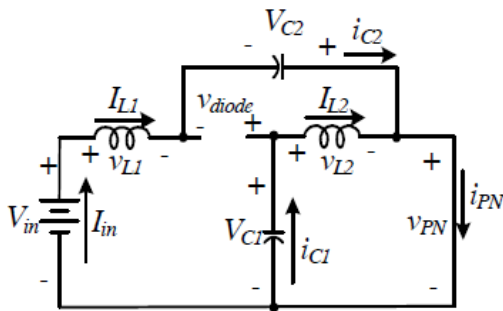 - V_C2 + i_C2
I_L1 v_diode I_L2
+ + v_L1 - - + + v_L2 - +
V_in I_in + V_C1 i_C1 v_PN i_PN
- - -